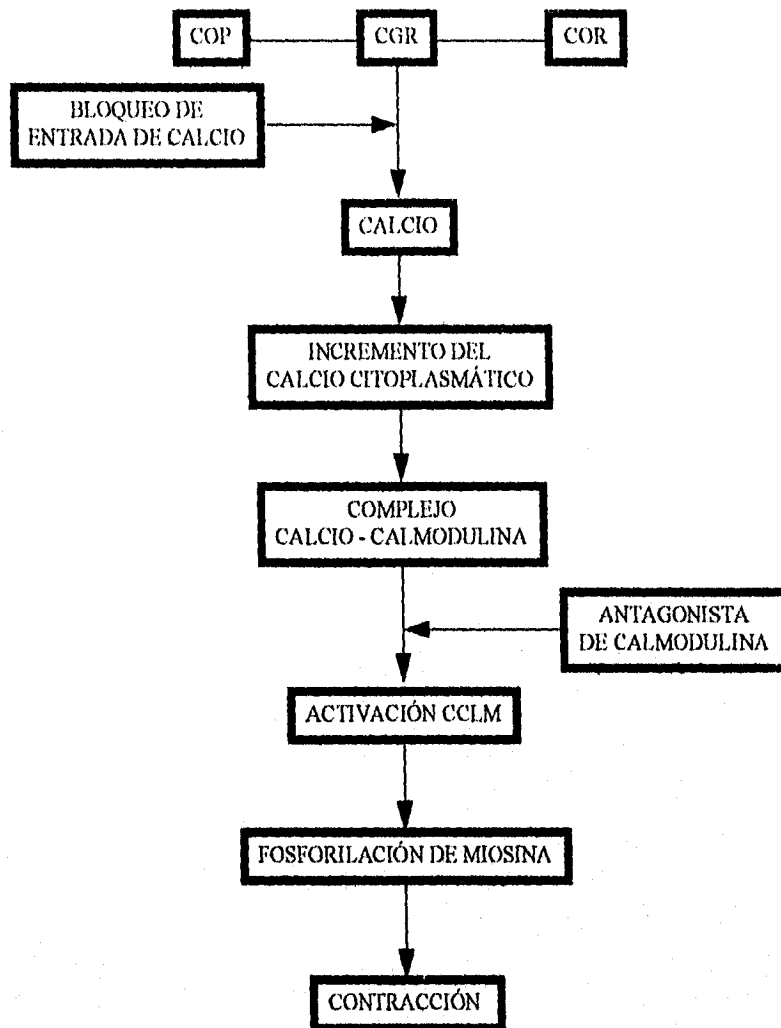 COP
CGR
COR
BLOQUEO DE
ENTRADA DE CALCIO
CALCIO
INCREMENTO DEL
CALCIO CITOPLASMÁTICO
COMPLEJO
CALCIO - CALMODULINA
ANTAGONISTA
DE CALMODULINA
ACTIVACIÓN CCLM
FOSFORILACIÓN DE MIOSINA
CONTRACCIÓN